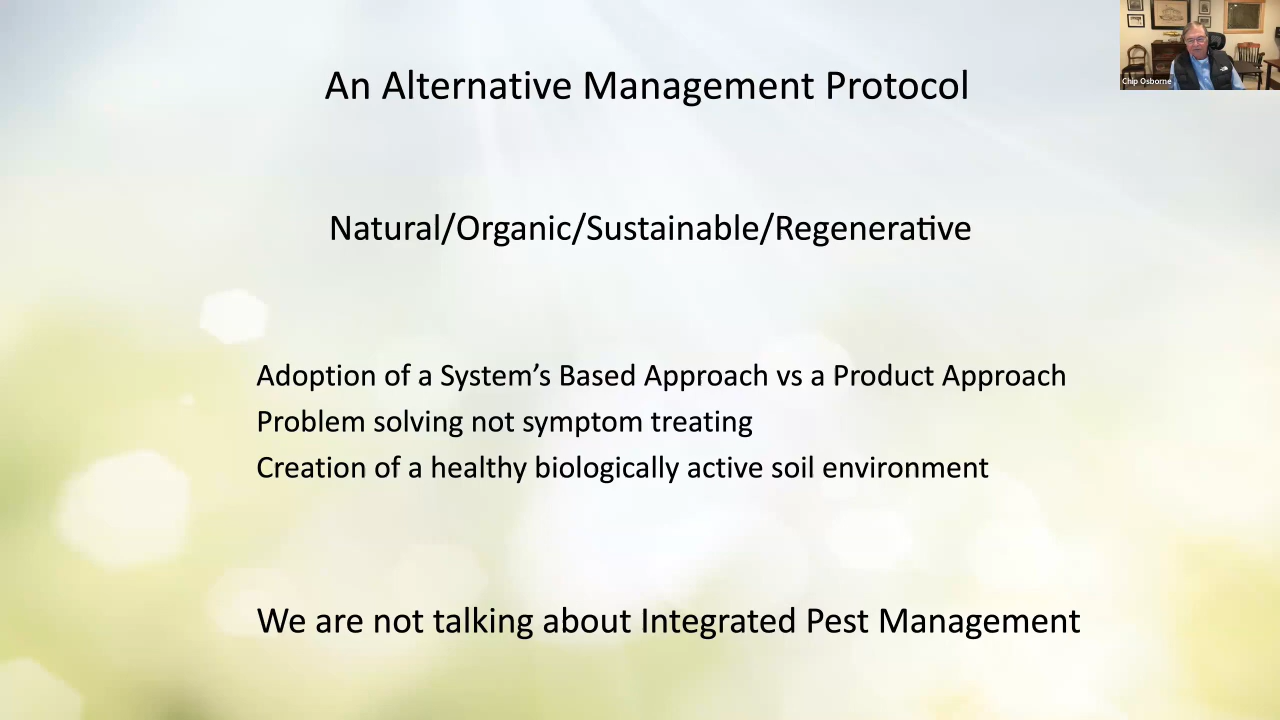 An Alternative Management Protocol
Chip Osborne
Natural/Organic/Sustainable/Regenerative
Adoption of a System’s Based Approach vs a Product Approach
Problem solving not symptom treating
Creation of a healthy biologically active soil environment
We are not talking about Integrated Pest Management